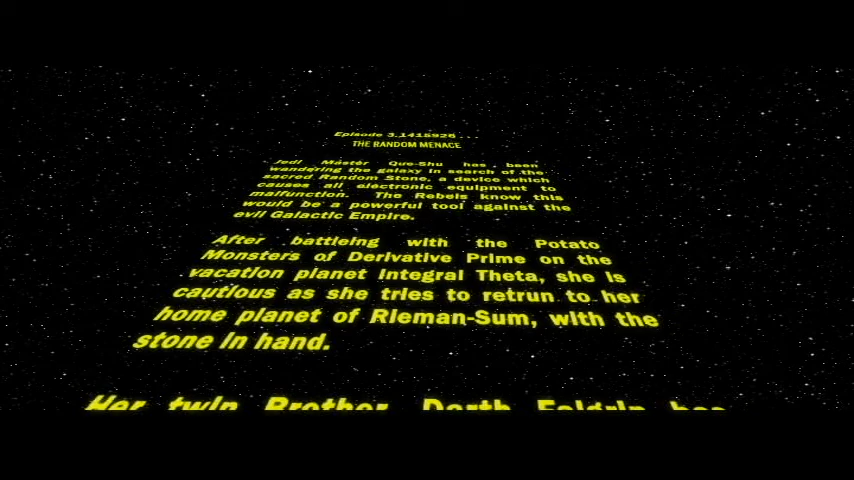 Episode 3.1415926...
THE RANDOM MENACE
Jedi Master Que-Shu has been
wandering the galaxy in search of the
sacred Random Stone, a device which
causes all electronic equipment to
malfunction. The Rebels know this
would be a powerful tool against the
evil Galactic Empire.
After battleing with the Potato
Monsters of Derivative Prime on the
vacation planet Integral Theta, she is
cautious as she tries to retrun to her
home planet of Rieman-Sum, with the
stone in hand.
Her twin Brother, Darth Felgrin has